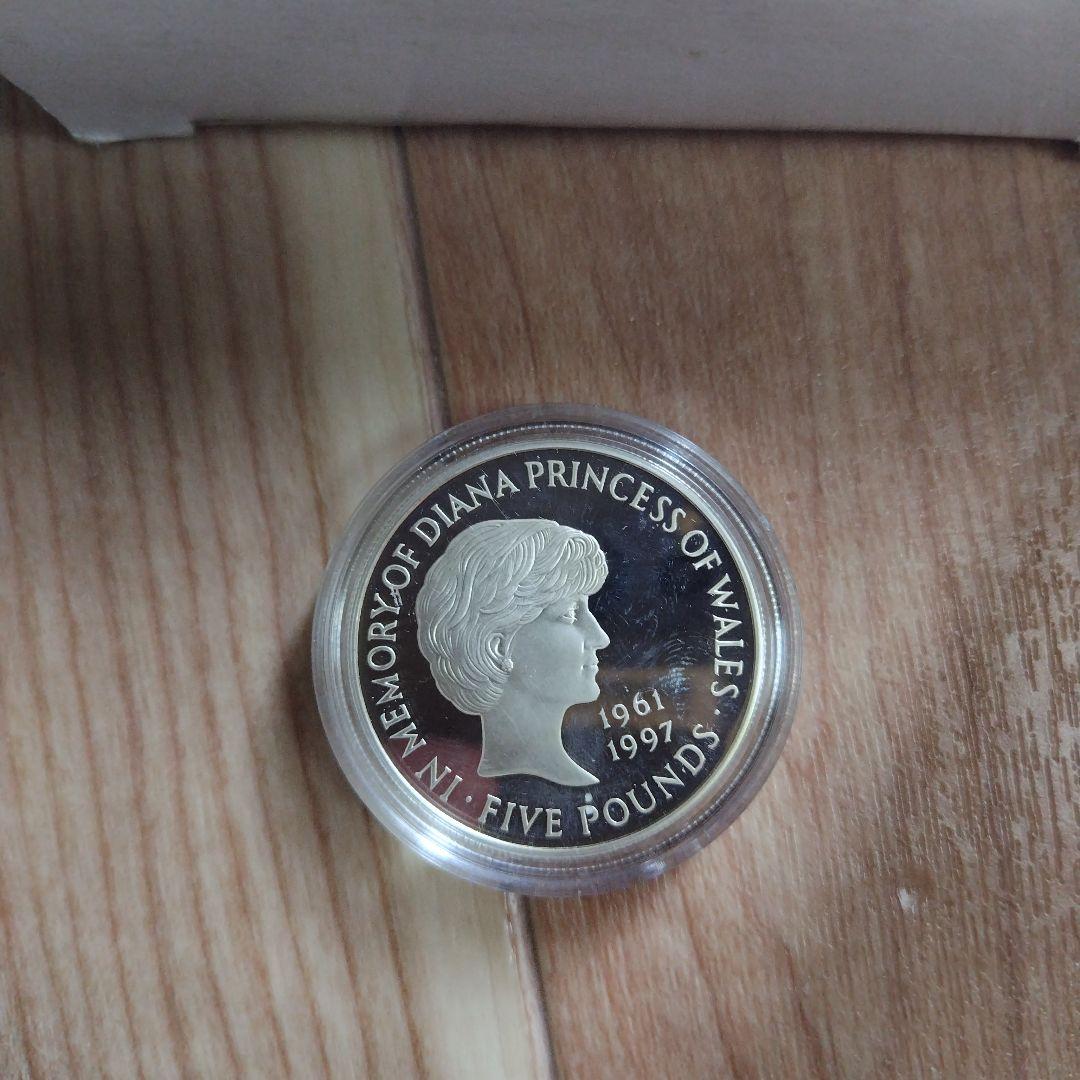 IN MEMORY OF DIANA PRINCESS OF WALES
1961
1997
FIVE POUNDS